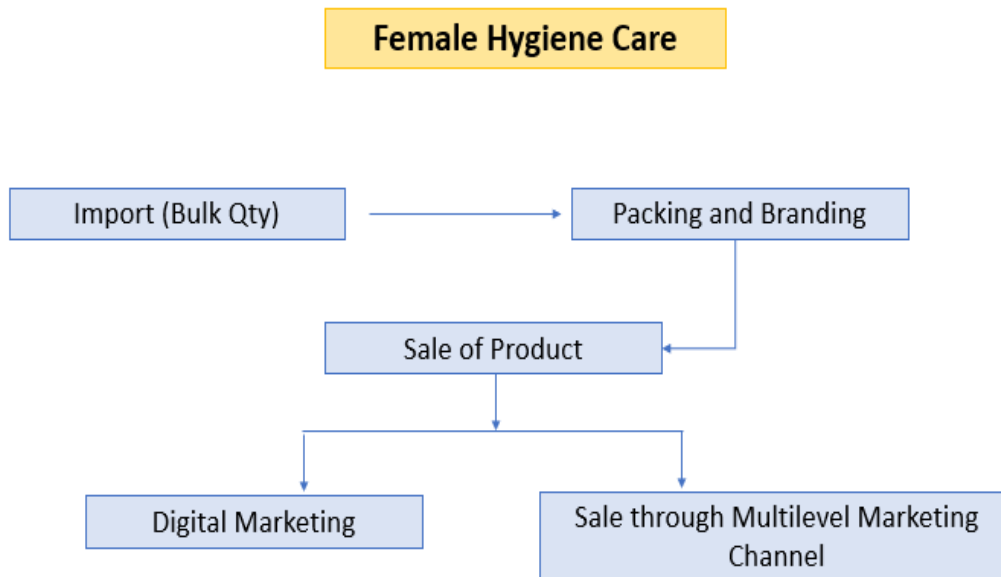 Female Hygiene Care
Import (Bulk Qty)
Packing and Branding
Sale of Product
Digital Marketing
Sale through Multilevel Marketing
Channel